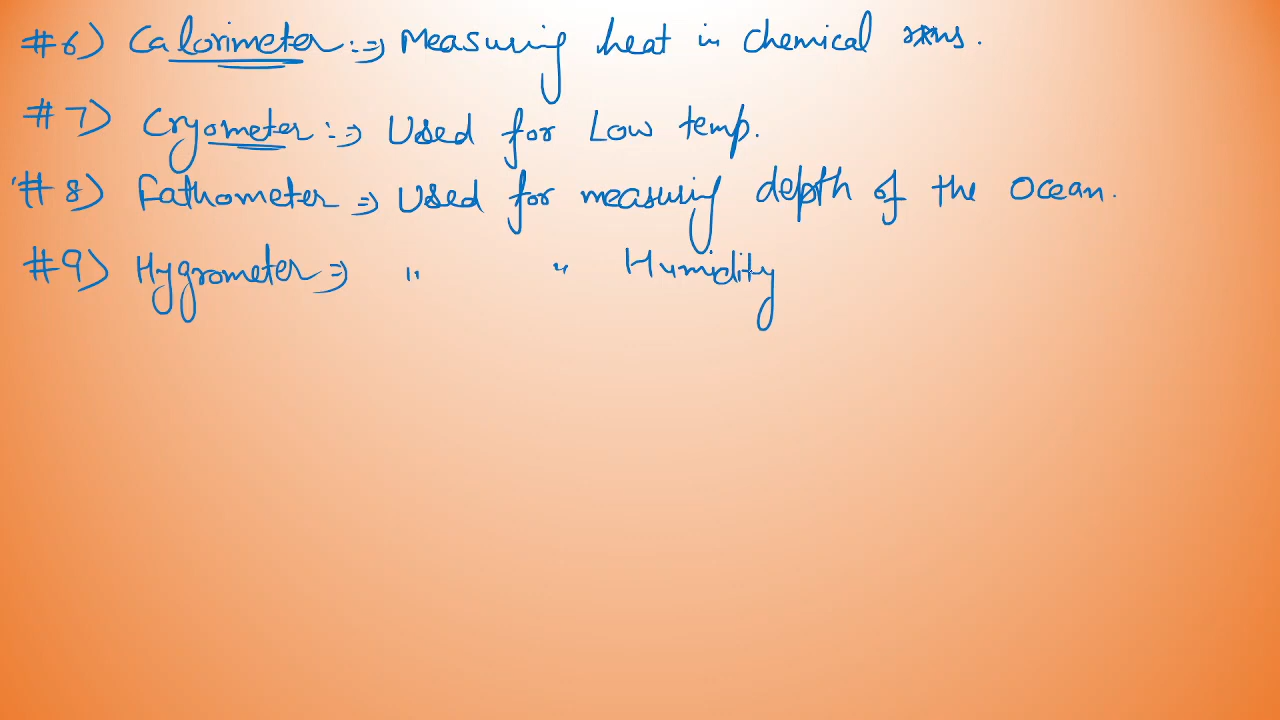 #6) Calorimeter :=> Measuring heat in chemical rxns.
#7) Cryometer :=> Used for Low temp.
#8) Fathometer => Used for measuring depth of the Ocean.
#9) Hygrometer => " " Humidity